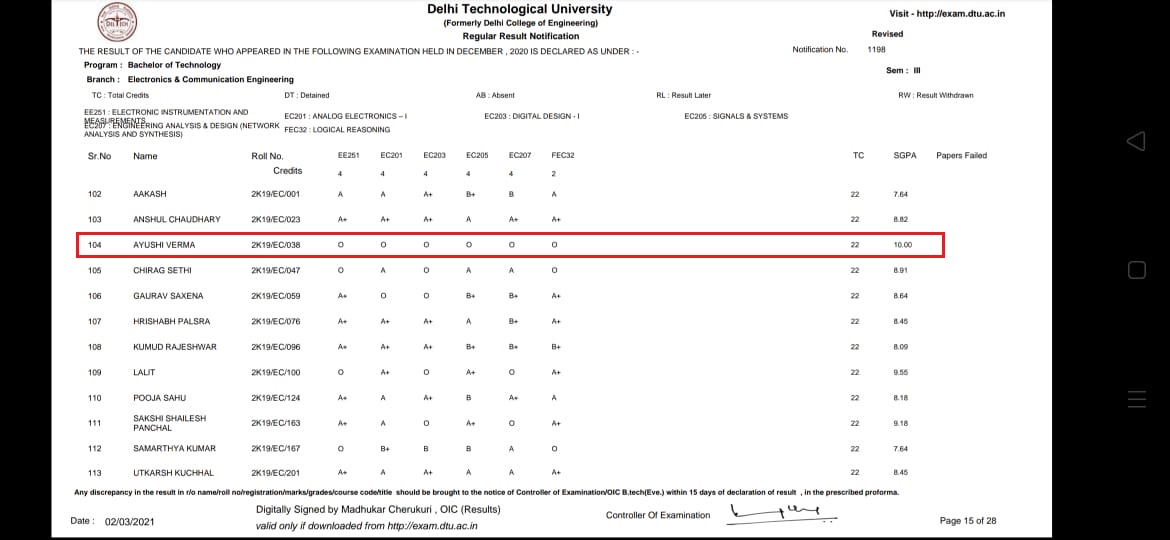 Delhi Technological University
(Formerly Delhi College of Engineering)
Regular Result Notification
Visit - http://exam.dtu.ac.in
Revised
THE RESULT OF THE CANDIDATE WHO APPEARED IN THE FOLLOWING EXAMINATION HELD IN DECEMBER , 2020 IS DECLARED AS UNDER : -
Notification No. 1198
Program : Bachelor of Technology
Sem : III
Branch : Electronics & Communication Engineering
TC : Total Credits DT : Detained AB : Absent RL : Result Later RW : Result Withdrawn
EE251 : ELECTRONIC INSTRUMENTATION AND MEASUREMENTS
EC201 : ANALOG ELECTRONICS – I EC203 : DIGITAL DESIGN - I EC205 : SIGNALS & SYSTEMS
EC207 : ENGINEERING ANALYSIS & DESIGN (NETWORK ANALYSIS AND SYNTHESIS)
FEC32 : LOGICAL REASONING
Sr.No Name Roll No. EE251 EC201 EC203 EC205 EC207 FEC32 TC SGPA Papers Failed
Credits 4 4 4 4 4 2
102 AAKASH 2K19/EC/001 A A A+ B+ B A 22 7.64
103 ANSHUL CHAUDHARY 2K19/EC/023 A+ A+ A+ A A+ A+ 22 8.82
104 AYUSHI VERMA 2K19/EC/038 O O O O O O 22 10.00
105 CHIRAG SETHI 2K19/EC/047 O A O A A O 22 8.91
106 GAURAV SAXENA 2K19/EC/059 A+ O O B+ B+ A+ 22 8.64
107 HRISHABH PALSRA 2K19/EC/076 A+ A+ A+ A B+ A+ 22 8.45
108 KUMUD RAJESHWAR 2K19/EC/096 A+ A+ A+ B+ B+ B+ 22 8.09
109 LALIT 2K19/EC/100 O A+ O A+ O A+ 22 9.55
110 POOJA SAHU 2K19/EC/124 A+ A A+ B A+ A 22 8.18
111 SAKSHI SHAILESH PANCHAL 2K19/EC/163 A+ A O A+ O A+ 22 9.18
112 SAMARTHYA KUMAR 2K19/EC/167 O B+ B B A O 22 7.64
113 UTKARSH KUCHHAL 2K19/EC/201 A+ A A+ A A A+ 22 8.45
Any discrepancy in the result in r/o name/roll no/registration/marks/grades/course code/title should be brought to the notice of Controller of Examination/OIC B.tech(Eve.) within 15 days of declaration of result , in the prescribed proforma.
Digitally Signed by Madhukar Cherukuri , OIC (Results)
Controller Of Examination
Date : 02/03/2021
valid only if downloaded from http://exam.dtu.ac.in
Page 15 of 28